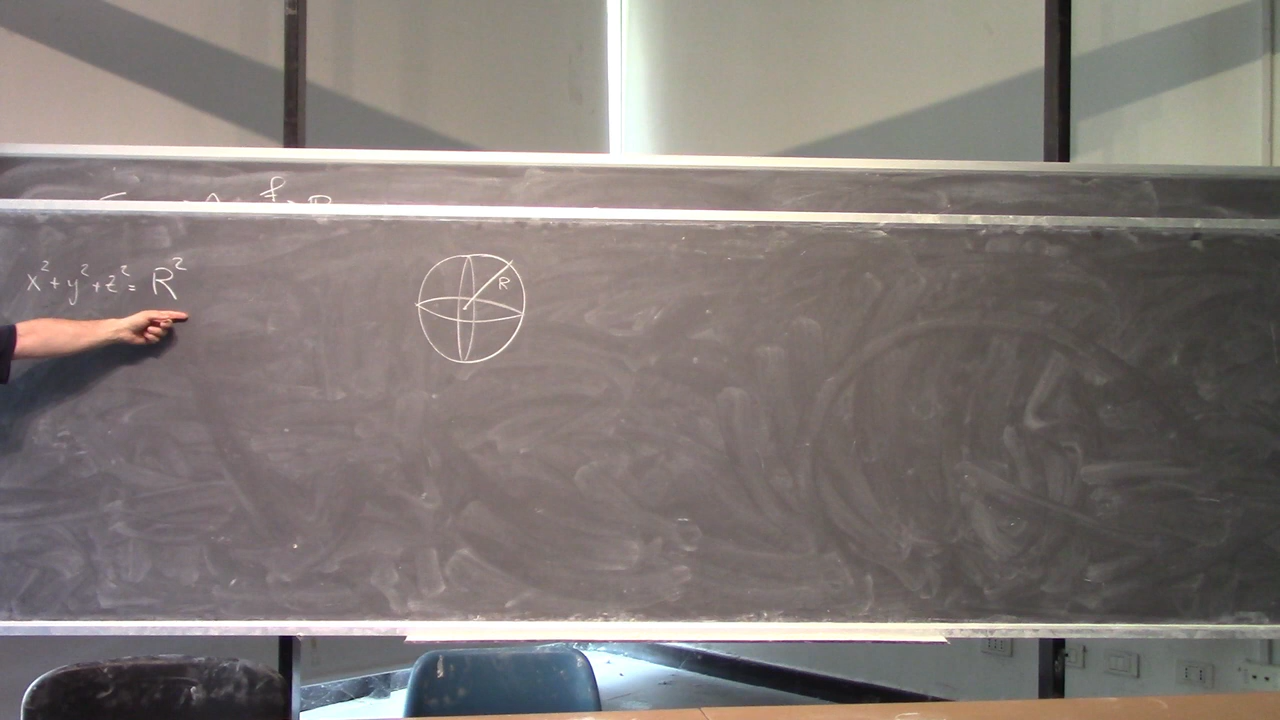 x² + y² + z² = R²
R